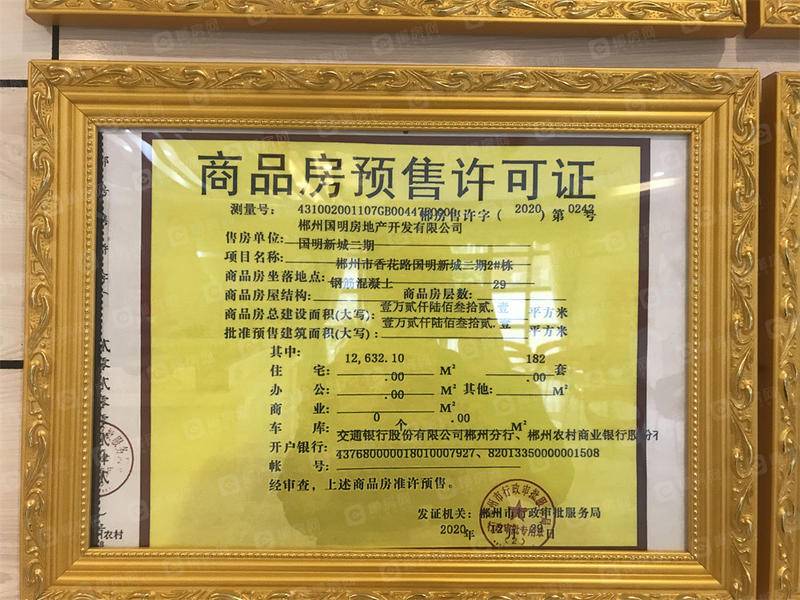 商品房预售许可证
测量号： 431002001107GB00447F0001 郴房售许字（ 2020 ）第 0242 号
售房单位: 郴州国明房地产开发有限公司
项目名称: 国明新城二期
商品房坐落地点: 郴州市香花路国明新城二期2#栋
商品房屋结构: 钢筋混凝土 商品房层数: 29
商品房总建设面积(大写): 壹万贰仟陆佰叁拾贰.壹 平方米
批准预售建筑面积(大写): 壹万贰仟陆佰叁拾贰.壹 平方米
其中:
住 宅: 12,632.10 M² 182 套
办 公: .00 M² 其他: .00 M²
商 业: .00 M²
车 库: 0 个 .00 M²
开户银行: 交通银行股份有限公司郴州分行、郴州农村商业银行股份
帐 号: 437680000018010007927、82013350000001508
经审查，上述商品房准许预售。
发证机关： 郴州市行政审批服务局
2020 年 12 月 29 日